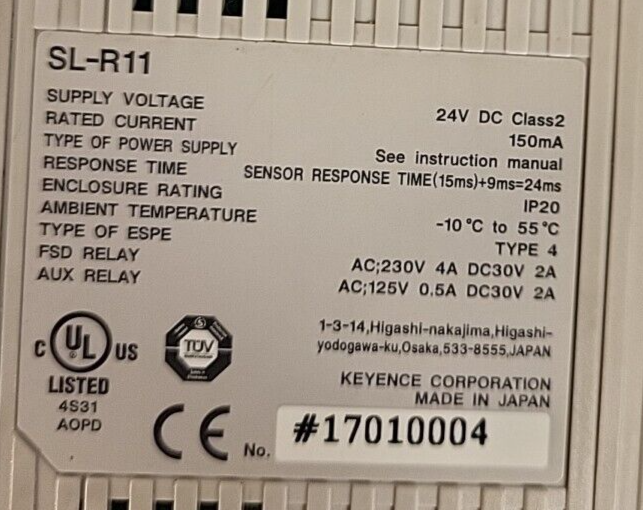 SL-R11
SUPPLY VOLTAGE 24V DC Class2
RATED CURRENT 150mA
TYPE OF POWER SUPPLY See instruction manual
RESPONSE TIME SENSOR RESPONSE TIME(15ms)+9ms=24ms
ENCLOSURE RATING IP20
AMBIENT TEMPERATURE -10°C to 55°C
TYPE OF ESPE TYPE 4
FSD RELAY AC;230V 4A DC30V 2A
AUX RELAY AC;125V 0.5A DC30V 2A
1-3-14,Higashi-nakajima,Higashi-
yodogawa-ku,Osaka,533-8555,JAPAN
C UL US
LISTED
4S31
AOPD
TÜV
KEYENCE CORPORATION
MADE IN JAPAN
CE No. #17010004